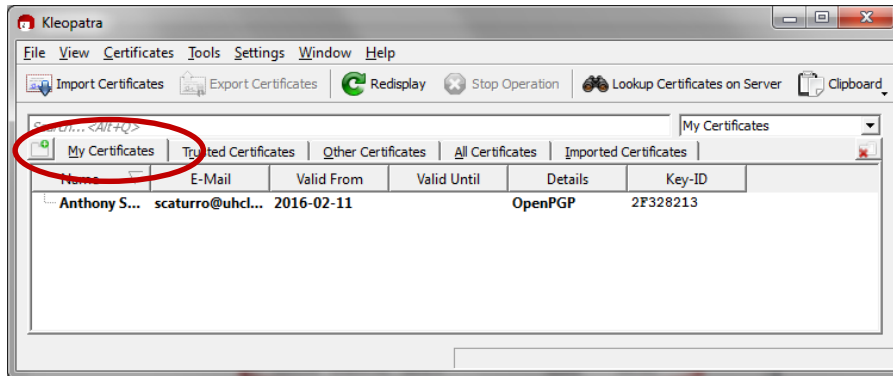 Kleopatra
File View Certificates Tools Settings Window Help
Import Certificates Export Certificates Redisplay Stop Operation Lookup Certificates on Server Clipboard
Search...<Alt+Q> My Certificates
My Certificates Trusted Certificates Other Certificates All Certificates Imported Certificates
Name E-Mail Valid From Valid Until Details Key-ID
Anthony S... scaturro@uhcl... 2016-02-11 OpenPGP 2F328213